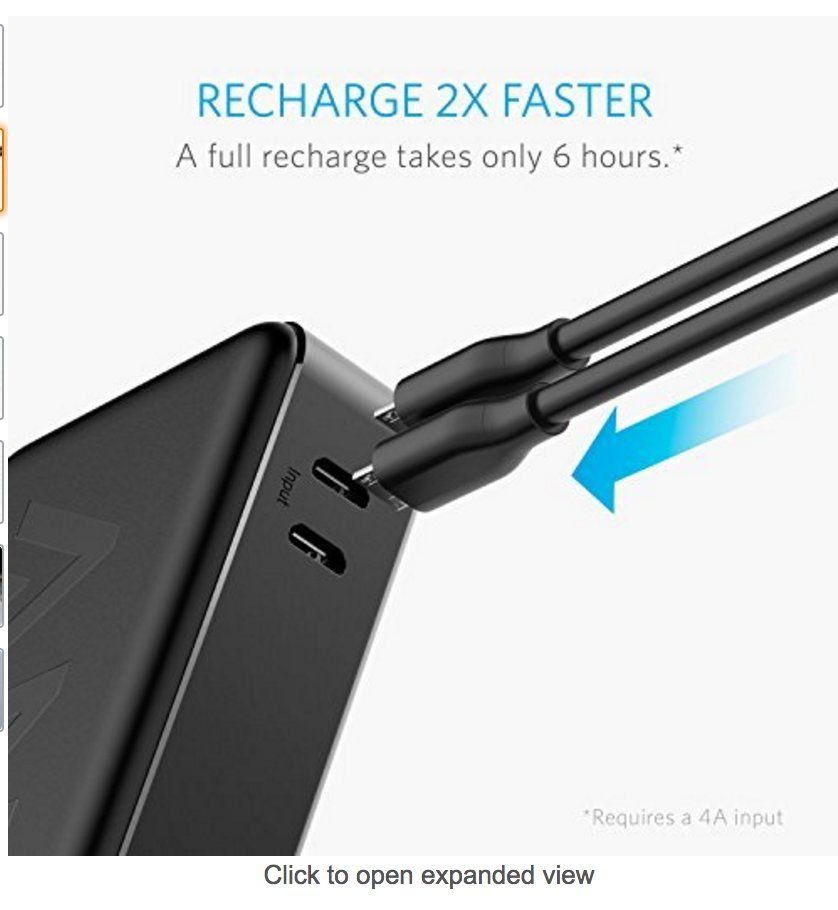 RECHARGE 2X FASTER
A full recharge takes only 6 hours.*
Input
*Requires a 4A input
Click to open expanded view